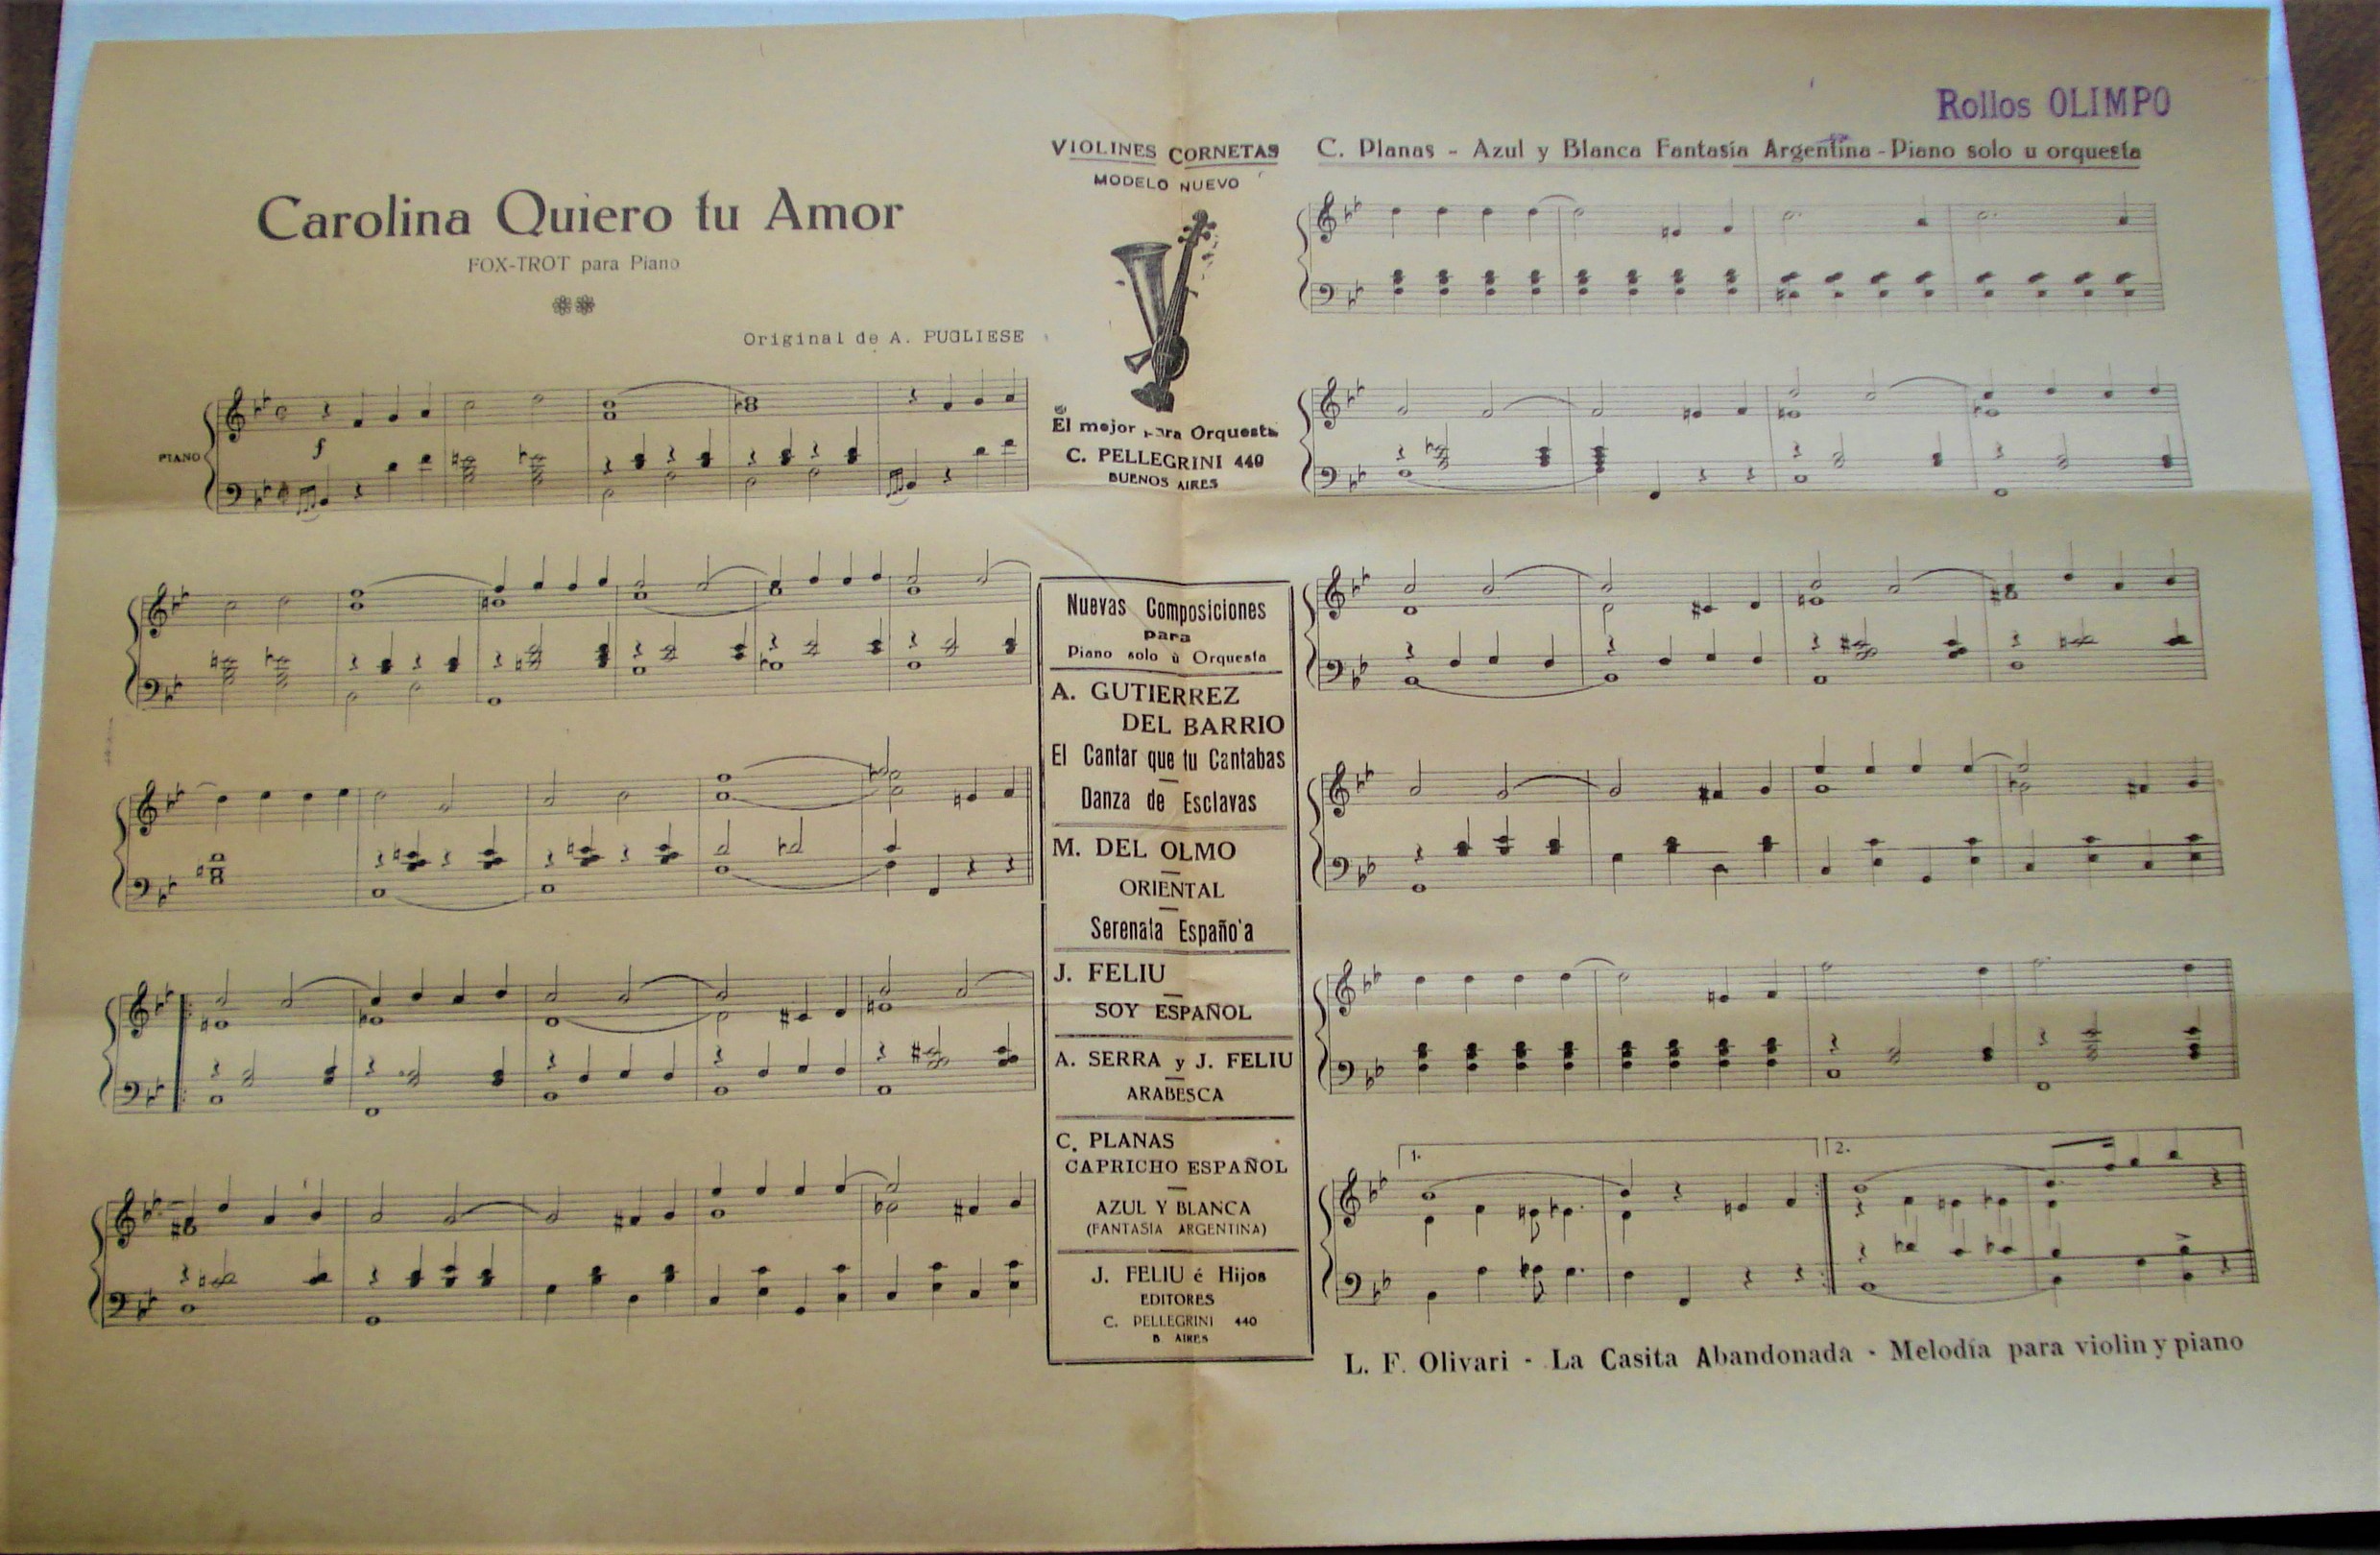 Carolina Quiero tu Amor
FOX-TROT para Piano
Original de A. PUGLIESE
PIANO
f
VIOLINES CORNETAS
MODELO NUEVO
El mejor para Orquesta
C. PELLEGRINI 440
BUENOS AIRES
Nuevas Composiciones
para
Piano solo ù Orquesta
A. GUTIERREZ
DEL BARRIO
El Cantar que tu Cantabas
Danza de Esclavas
M. DEL OLMO
ORIENTAL
Serenata Españo'a
J. FELIU
SOY ESPAÑOL
A. SERRA y J. FELIU
ARABESCA
C. PLANAS
CAPRICHO ESPAÑOL
AZUL Y BLANCA
(FANTASIA ARGENTINA)
J. FELIU é Hijos
EDITORES
C. PELLEGRINI 440
B. AIRES
Rollos OLIMPO
C. Planas - Azul y Blanca Fantasía Argentina - Piano solo u orquesta
1.
2.
L. F. Olivari - La Casita Abandonada - Melodía para violin y piano